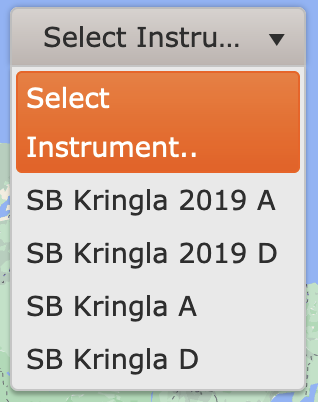 Select Instru...
Select
Instrument..
SB Kringla 2019 A
SB Kringla 2019 D
SB Kringla A
SB Kringla D